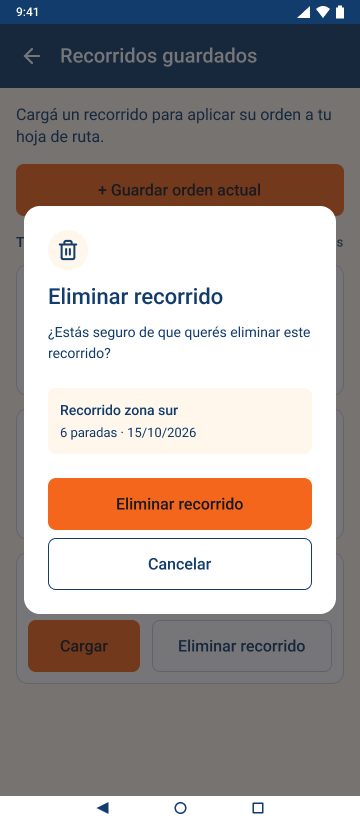 9:41
Recorridos guardados
Cargá un recorrido para aplicar su orden a tu
hoja de ruta.
+ Guardar orden actual
Eliminar recorrido
¿Estás seguro de que querés eliminar este
recorrido?
Recorrido zona sur
6 paradas · 15/10/2026
Eliminar recorrido
Cancelar
Cargar
Eliminar recorrido